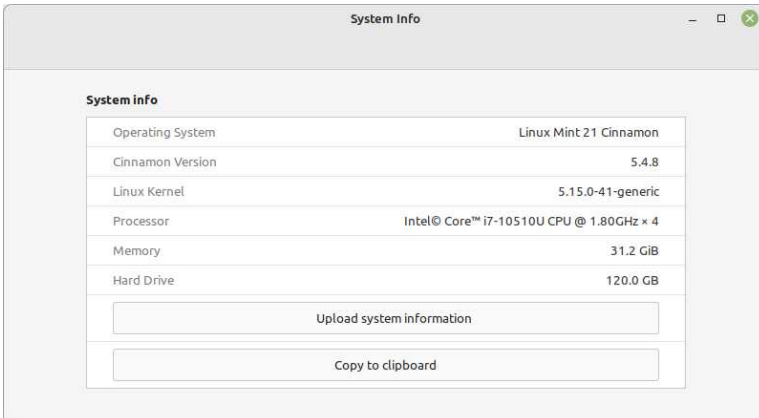 System Info
System info
Operating System Linux Mint 21 Cinnamon
Cinnamon Version 5.4.8
Linux Kernel 5.15.0-41-generic
Processor Intel© Core™ i7-10510U CPU @ 1.80GHz × 4
Memory 31.2 GiB
Hard Drive 120.0 GB
Upload system information
Copy to clipboard